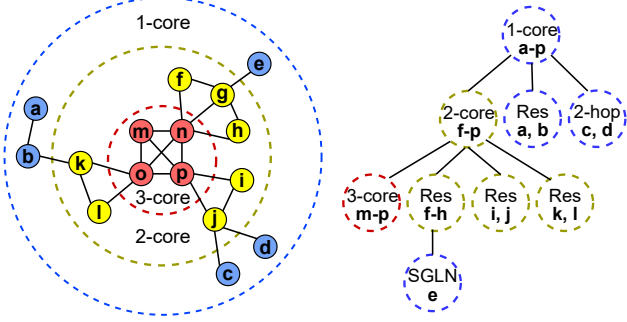 1-core
f
e
g
a
m
n
h
b
k
o
p
i
3-core
l
j
2-core
d
c
1-core
a-p
2-core
f-p
Res
a, b
2-hop
c, d
3-core
m-p
Res
f-h
Res
i, j
Res
k, l
SGLN
e